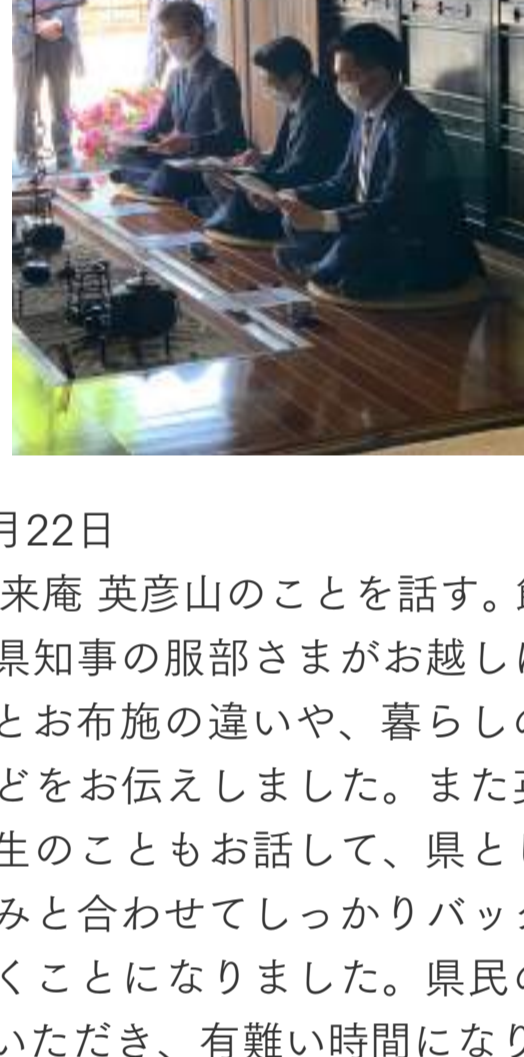 月22日
来庵 英彦山のことを話す。
県知事の服部さまがお越し
とお布施の違いや、暮らしの
どをお伝えしました。また英
生のこともお話して、県と
みと合わせてしっかりバッ
くことになりました。県民の
いただき、有難い時間になり